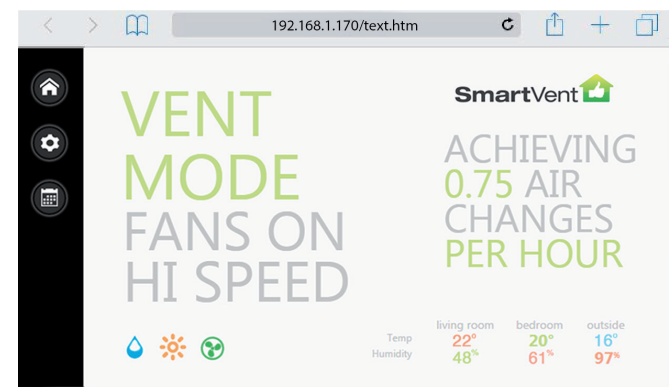 192.168.1.170/text.htm
VENT
MODE
FANS ON
HI SPEED
SmartVent
ACHIEVING
0.75 AIR
CHANGES
PER HOUR
living room bedroom outside
Temp 22° 20° 16°
Humidity 48% 61% 97%